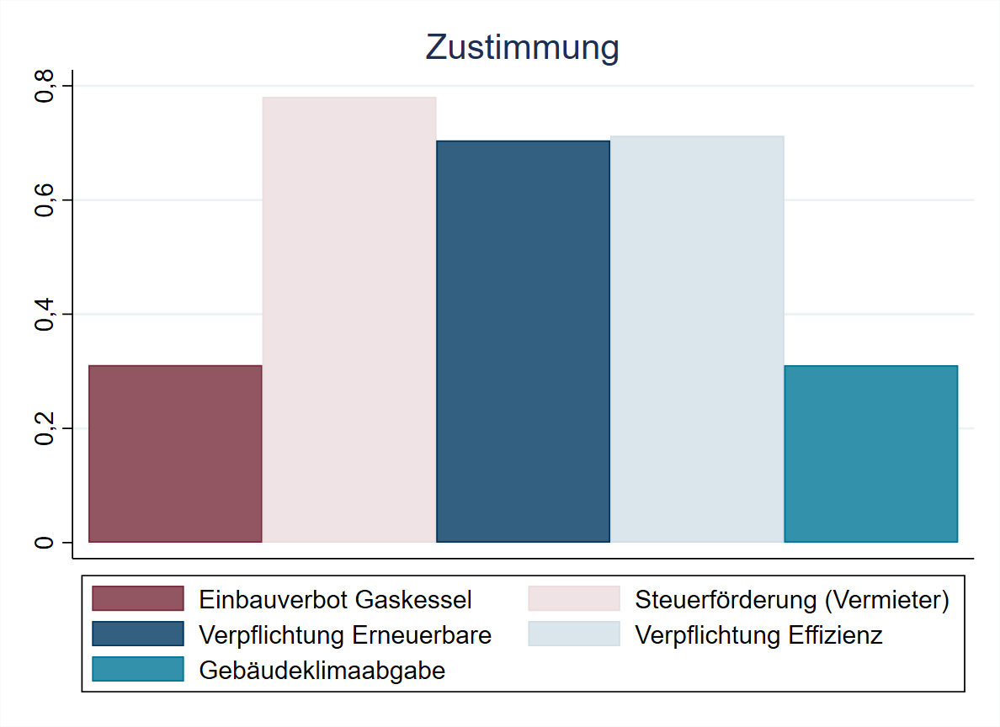 Zustimmung
0,8
0,6
0,4
0,2
0
Einbauverbot Gaskessel
Steuerförderung (Vermieter)
Verpflichtung Erneuerbare
Verpflichtung Effizienz
Gebäudeklimaabgabe